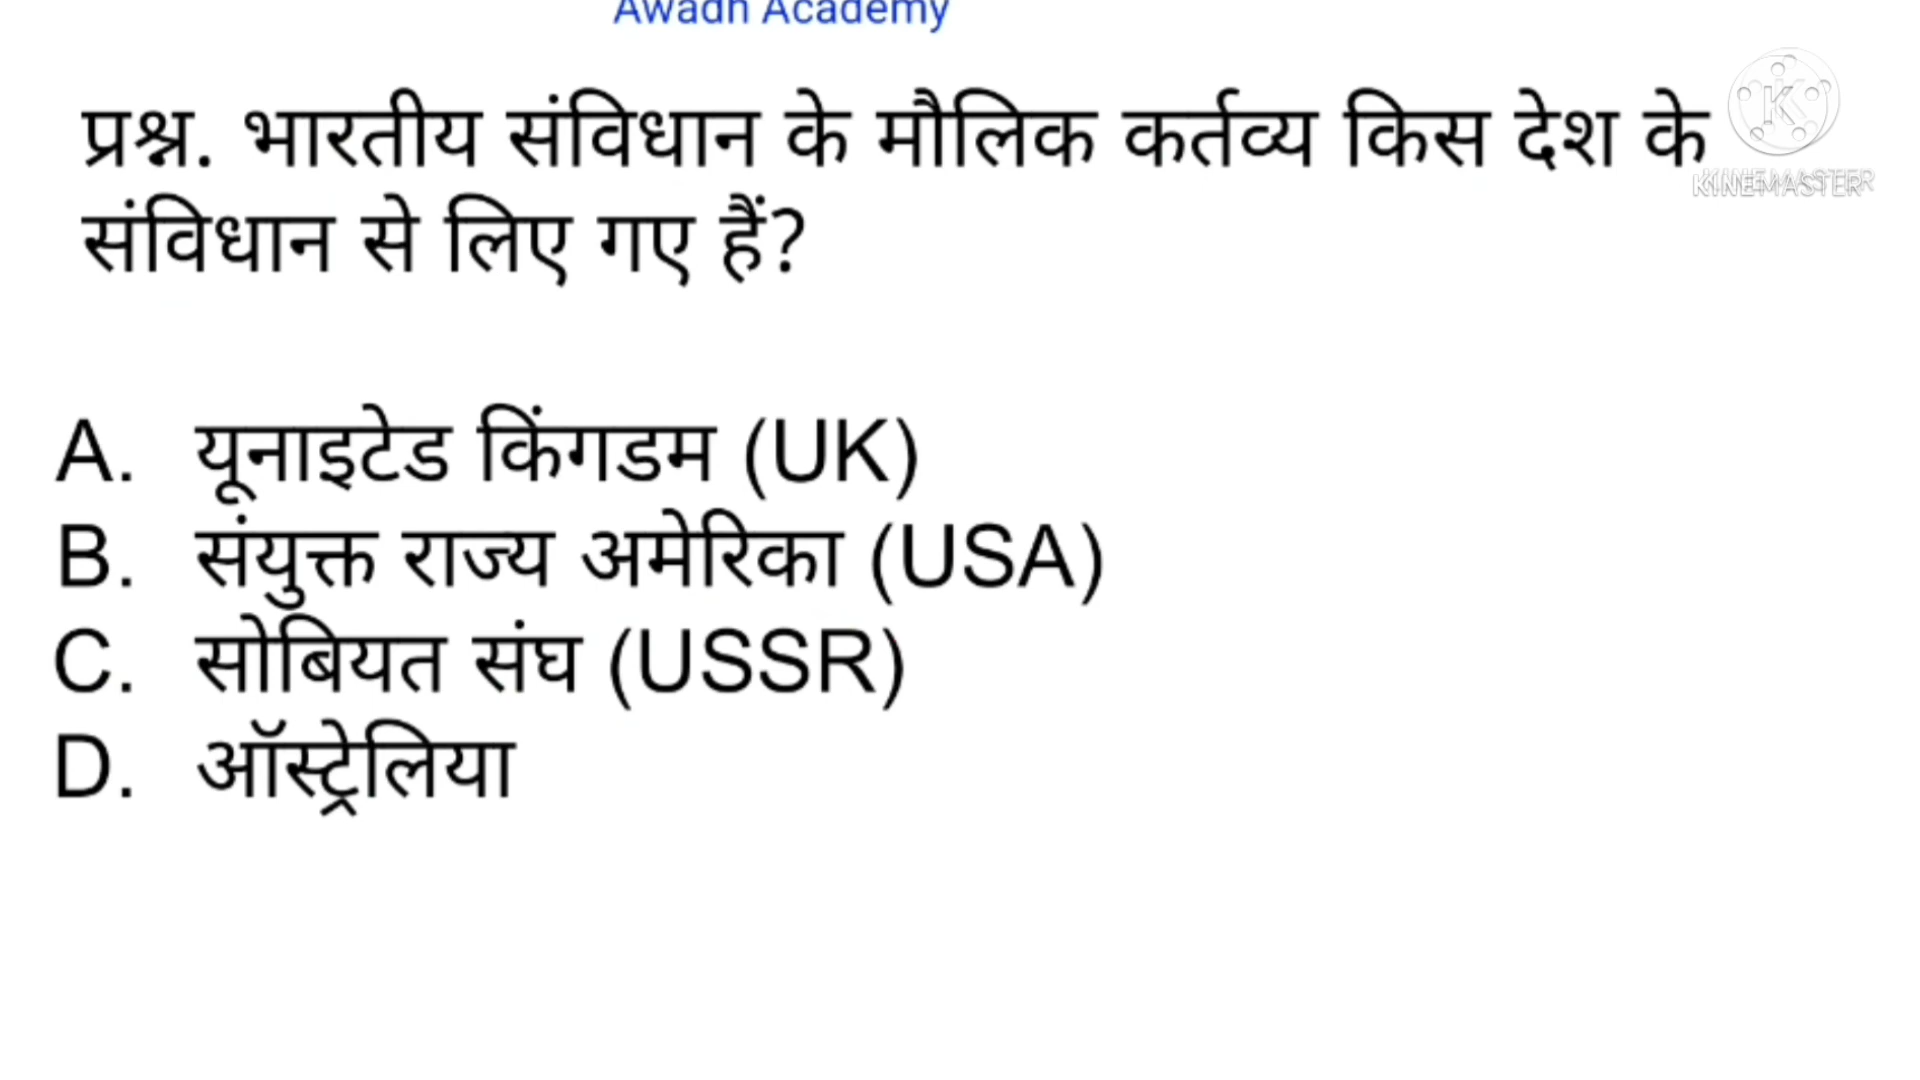 Awadh Academy
प्रश्न. भारतीय संविधान के मौलिक कर्तव्य किस देश के
संविधान से लिए गए हैं?
KINEMASTER
A. यूनाइटेड किंगडम (UK)
B. संयुक्त राज्य अमेरिका (USA)
C. सोबियत संघ (USSR)
D. ऑस्ट्रेलिया